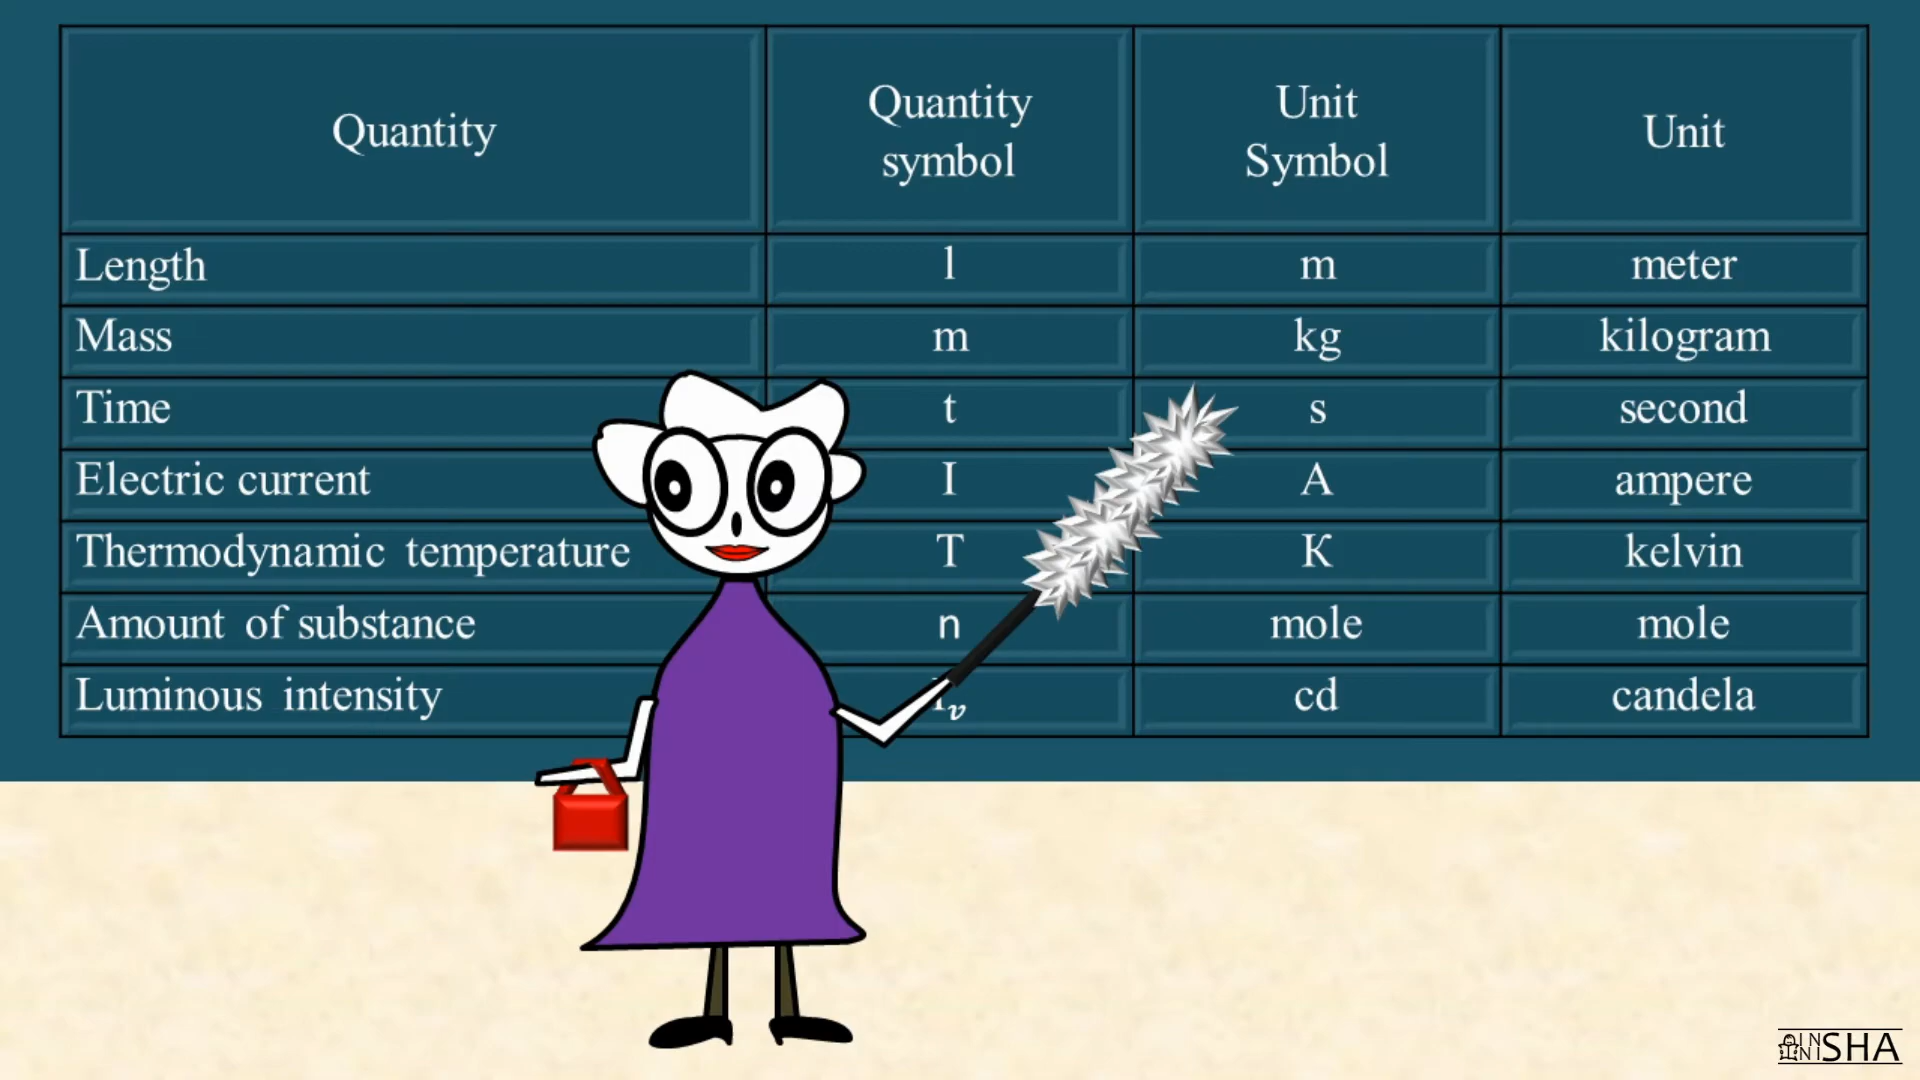 Quantity
Quantity symbol
Unit Symbol
Unit
Length l m meter
Mass m kg kilogram
Time t s second
Electric current I A ampere
Thermodynamic temperature T K kelvin
Amount of substance n mole mole
Luminous intensity cd candela
SHA